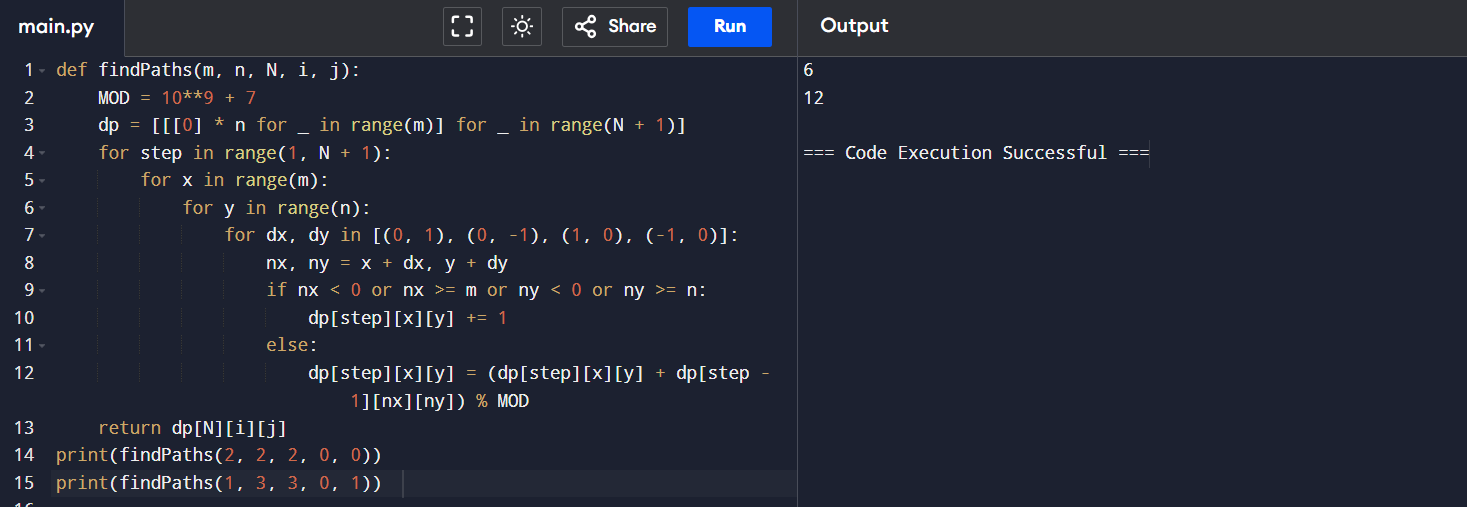 main.py
Share
Run
Output
1 def findPaths(m, n, N, i, j):
2     MOD = 10**9 + 7
3     dp = [[[0] * n for _ in range(m)] for _ in range(N + 1)]
4     for step in range(1, N + 1):
5         for x in range(m):
6             for y in range(n):
7                 for dx, dy in [(0, 1), (0, -1), (1, 0), (-1, 0)]:
8                     nx, ny = x + dx, y + dy
9                     if nx < 0 or nx >= m or ny < 0 or ny >= n:
10                         dp[step][x][y] += 1
11                     else:
12                         dp[step][x][y] = (dp[step][x][y] + dp[step -
1][nx][ny]) % MOD
13     return dp[N][i][j]
14 print(findPaths(2, 2, 2, 0, 0))
15 print(findPaths(1, 3, 3, 0, 1))
16
6
12
=== Code Execution Successful ===